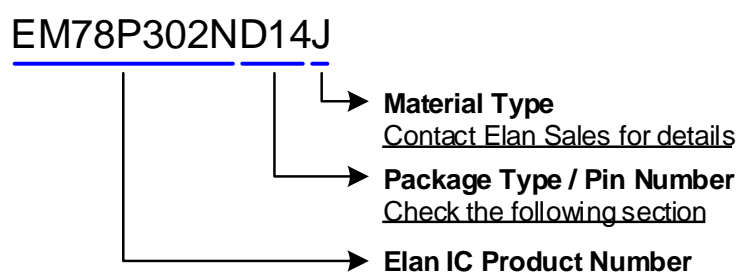 EM78P302ND14J
Material Type
Contact Elan Sales for details
Package Type / Pin Number
Check the following section
Elan IC Product Number